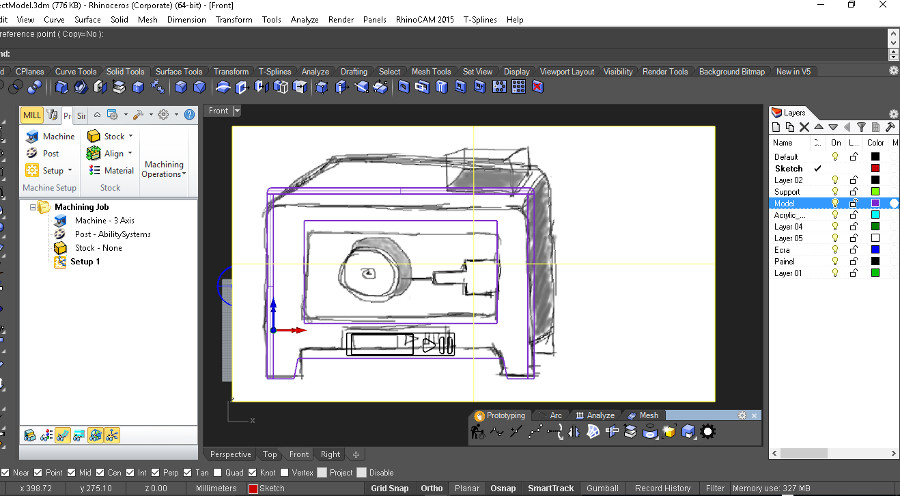 ectModel.3dm (776 KB) - Rhinoceros (Corporate) (64-bit) - [Front]
dit View Curve Surface Solid Mesh Dimension Transform Tools Analyze Render Panels RhinoCAM 2015 T-Splines Help
reference point ( Copy=No ):
nd:
d CPlanes Curve Tools Solid Tools Surface Tools Transform T-Splines Analyze Drafting Select Mesh Tools Set View Display Viewport Layout Visibility Render Tools Background Bitmap New in V5
MILL Pr Sir
Machine Stock
Post Align
Setup Material
Machining Operations
Machine Setup Stock
Machining Job
Machine - 3 Axis
Post - AbilitySystems
Stock - None
Setup 1
Front
x
Prototyping Arc Analyze Mesh
Perspective Top Front Right
Layers
Name On L... Color M
Default
Sketch
Layer 02
Support
Model
Acrylic_...
Layer 04
Layer 05
Ecra
Painel
Layer 01
Near Point Mid Cen Int Perp Tan Quad Knot Vertex Project Disable
x 398.72 y 275.10 z 0.00 Millimeters Sketch Grid Snap Ortho Planar Osnap SmartTrack Gumball Record History Filter Memory use: 327 MB